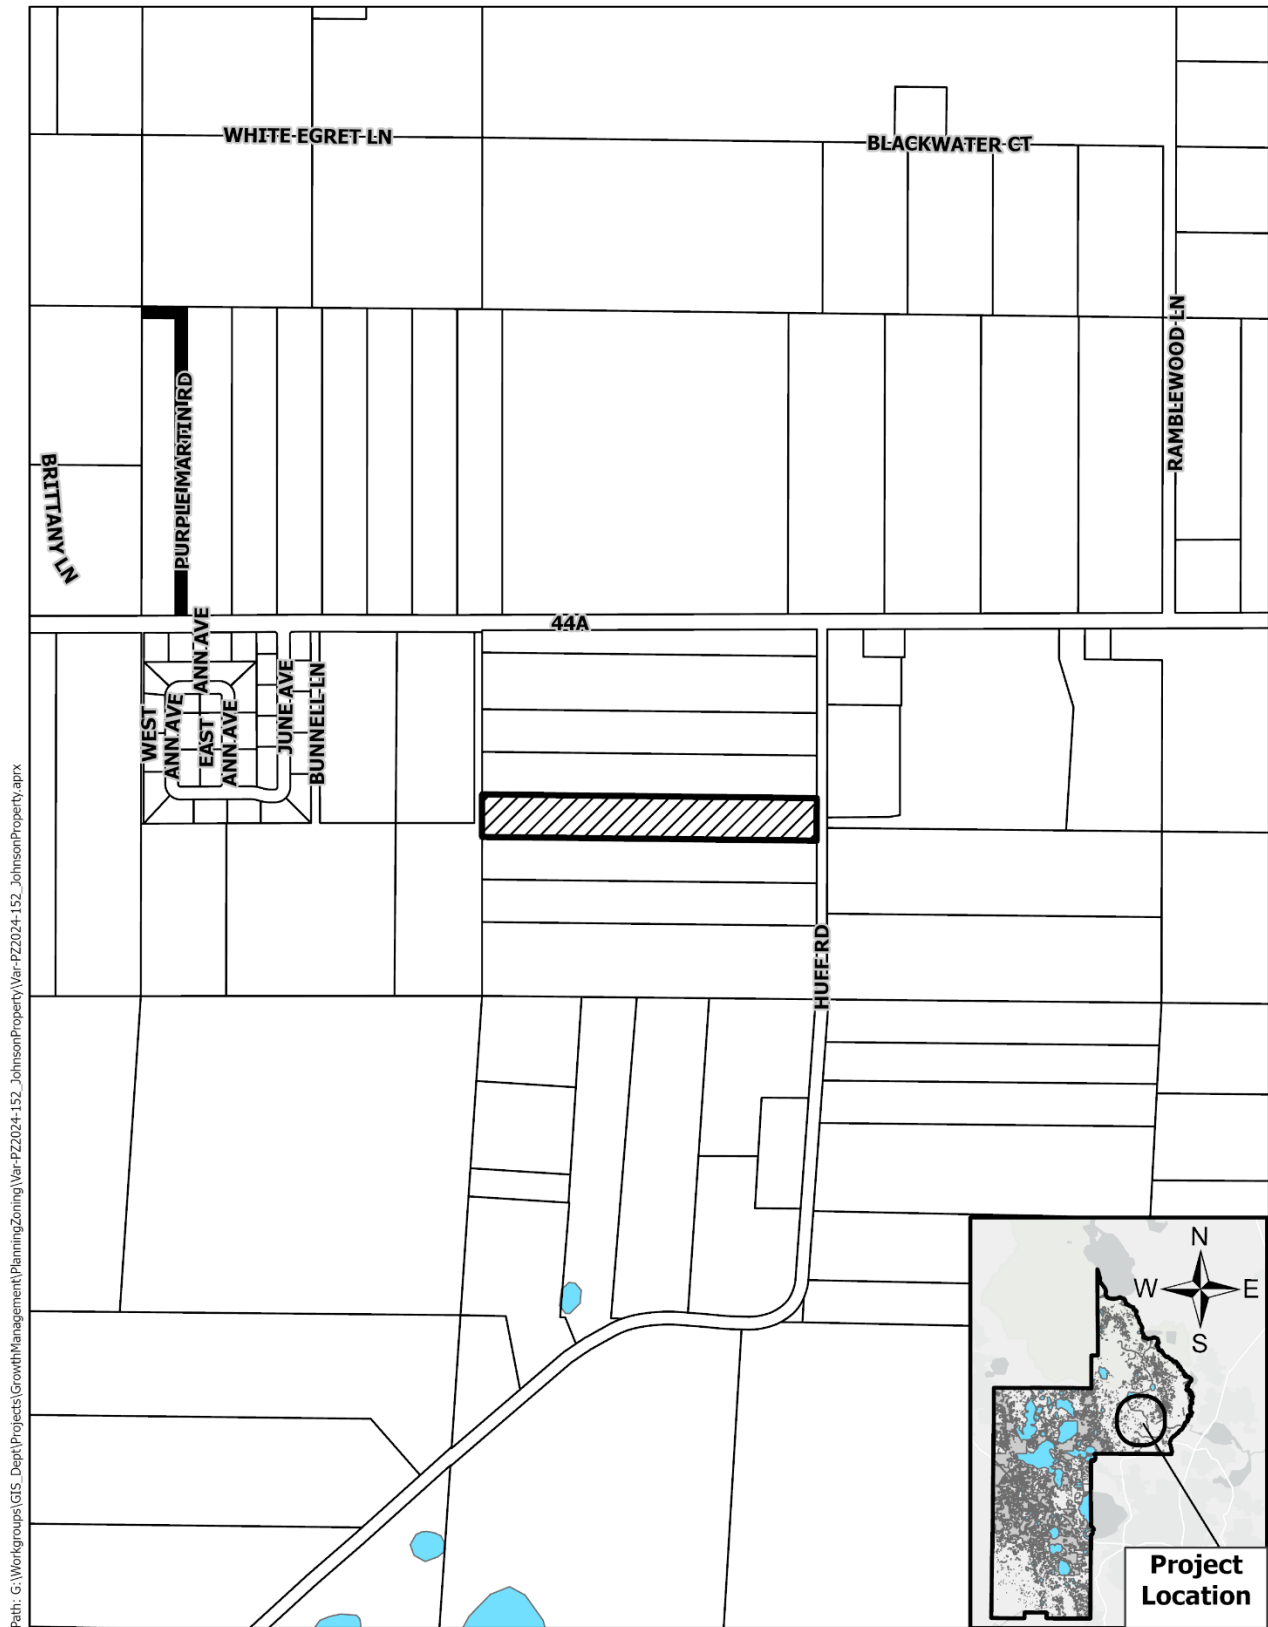 WHITE EGRET LN
BLACKWATER CT
RAMBLEWOOD LN
PURPLE MARTIN RD
BRITTANY LN
44A
ANN AVE
WEST
ANN AVE
EAST
ANN AVE
JUNE AVE
BUNNELL LN
HUFF RD
Path: G:\Workgroups\GIS_Dept\Projects\GrowthManagement\PlanningZoning\Var-PZ2024-152_JohnsonProperty\Var-PZ2024-152_JohnsonProperty.aprx
N
W
E
S
Project
Location